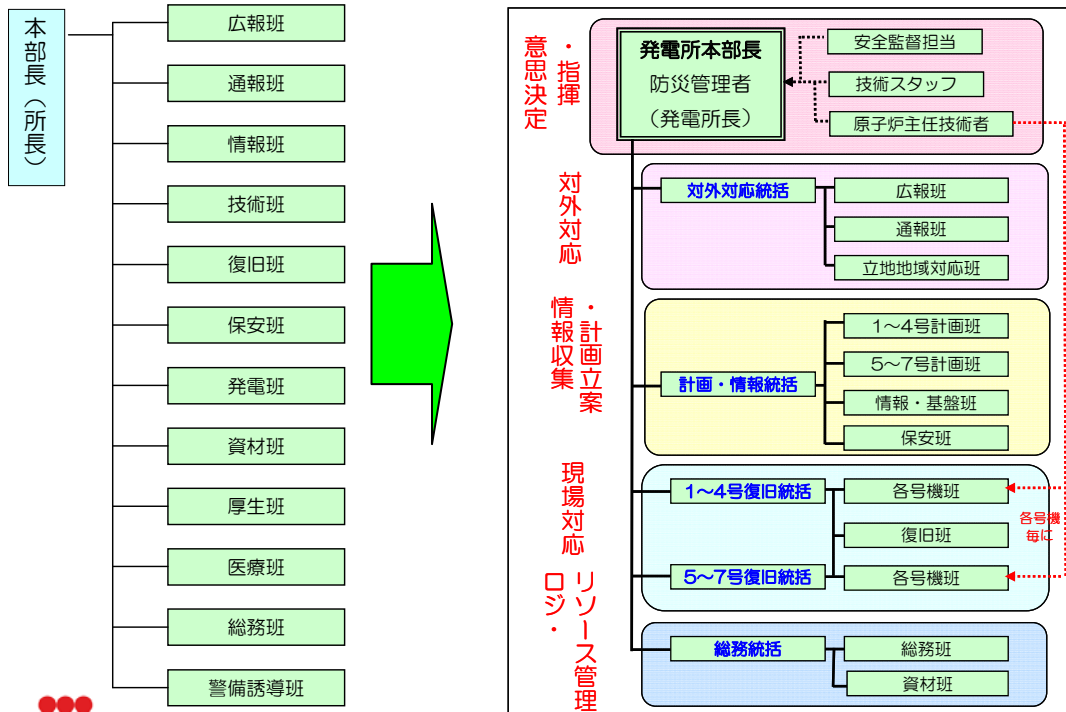 本部長（所長）
広報班
通報班
情報班
技術班
復旧班
保安班
発電班
資材班
厚生班
医療班
総務班
警備誘導班
意思決定
・指揮
発電所本部長
防災管理者
（発電所長）
安全監督担当
技術スタッフ
原子炉主任技術者
対外対応
対外対応統括
広報班
通報班
立地地域対応班
情報収集
・計画立案
計画・情報統括
1～4号計画班
5～7号計画班
情報・基盤班
保安班
現場対応
1～4号復旧統括
各号機班
復旧班
5～7号復旧統括
各号機班
各号機
毎に
ロジ・
リソース管理
総務統括
総務班
資材班